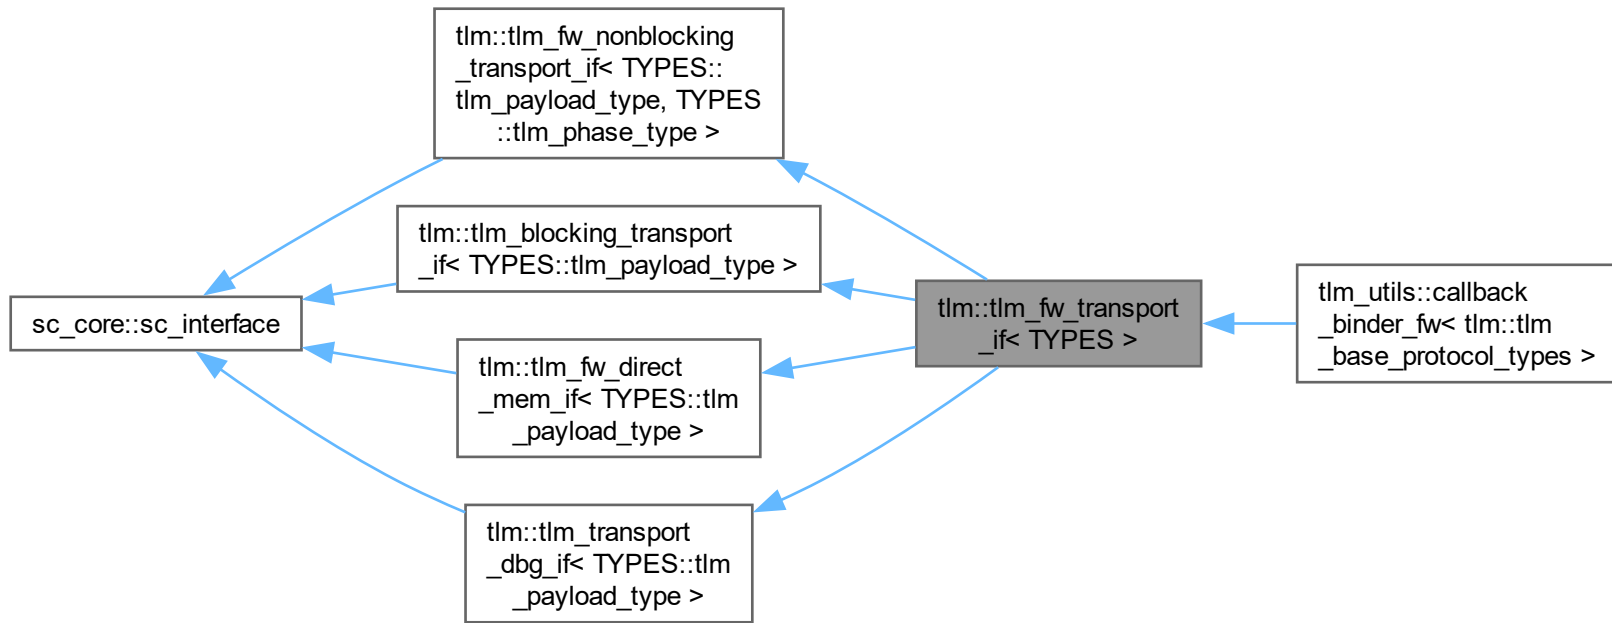 tlm::tlm_fw_nonblocking
_transport_if< TYPES::
tlm_payload_type, TYPES
::tlm_phase_type >
tlm::tlm_blocking_transport
_if< TYPES::tlm_payload_type >
sc_core::sc_interface
tlm::tlm_fw_direct
_mem_if< TYPES::tlm
_payload_type >
tlm::tlm_transport
_dbg_if< TYPES::tlm
_payload_type >
tlm::tlm_fw_transport
_if< TYPES >
tlm_utils::callback
_binder_fw< tlm::tlm
_base_protocol_types >